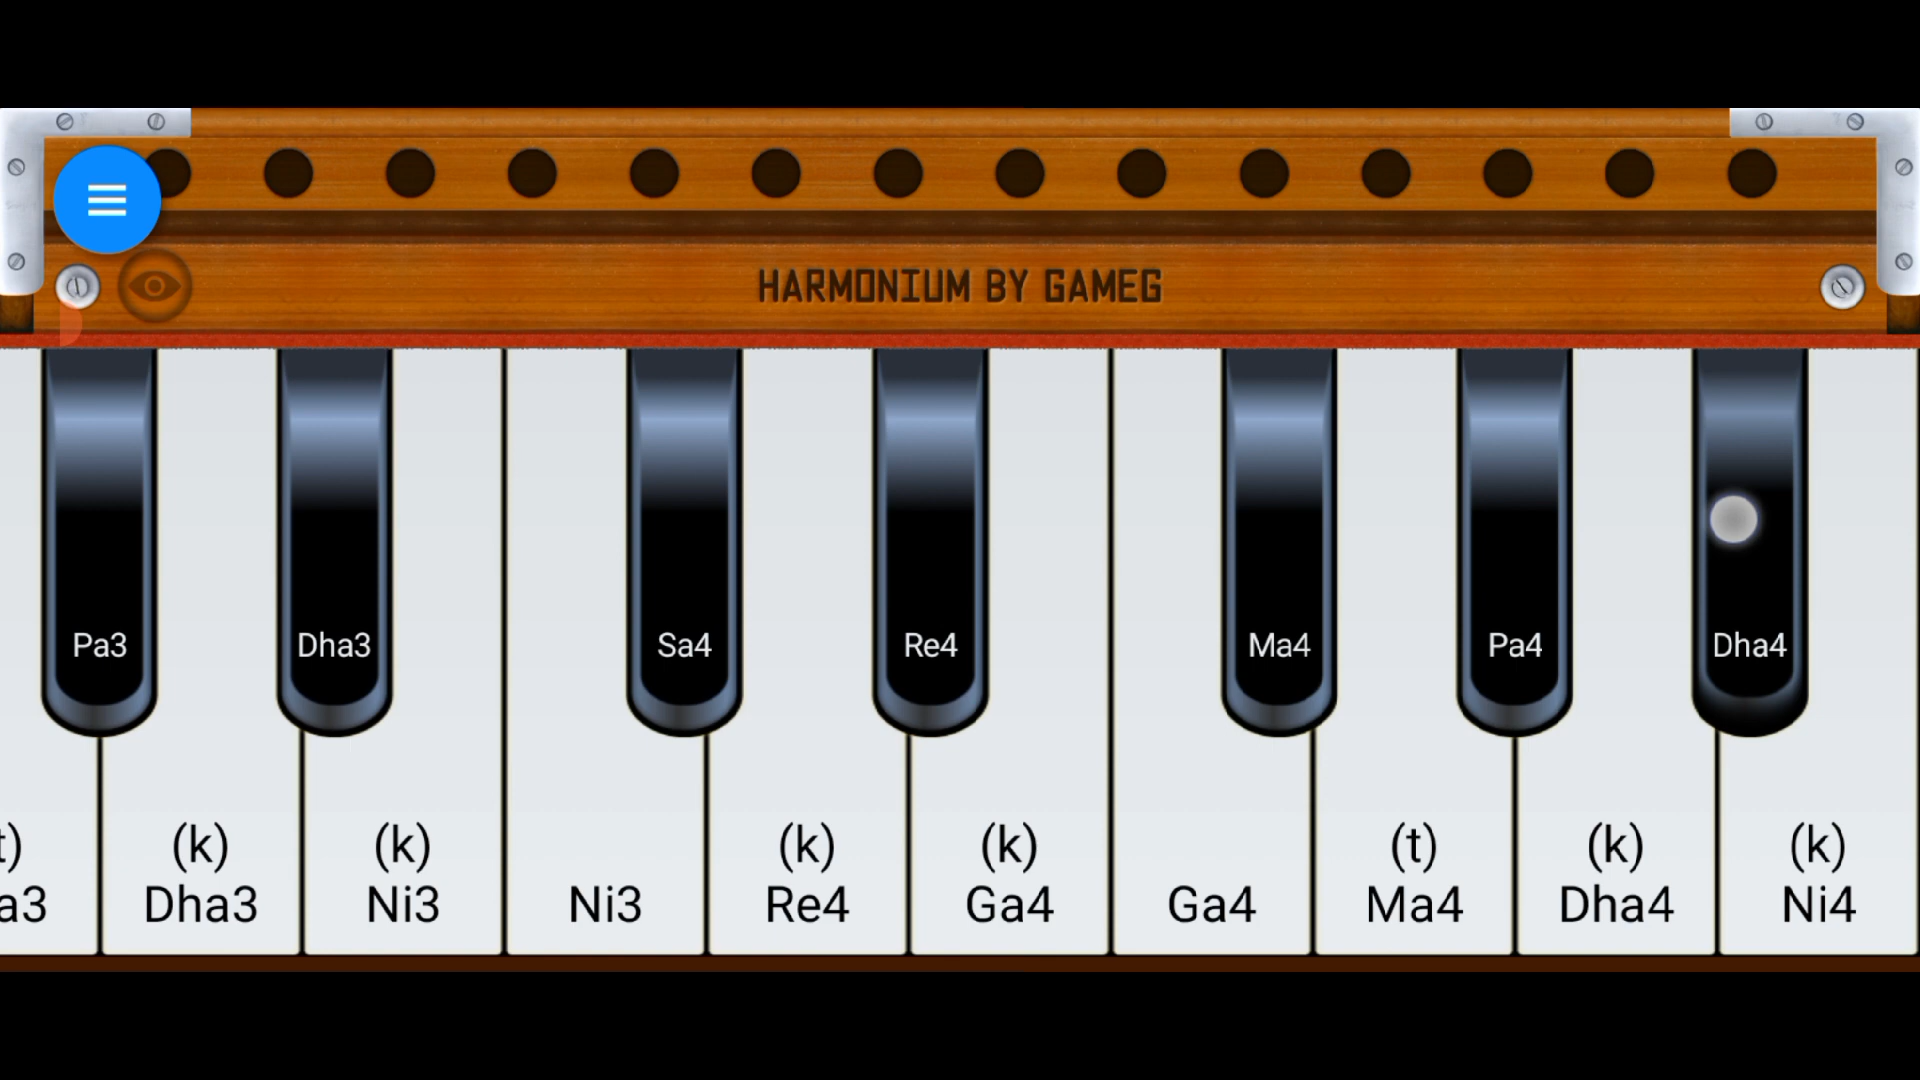 HARMONIUM BY GAMEG
Pa3 Dha3 Sa4 Re4 Ma4 Pa4 Dha4
(k) (k) (k) (k) (t) (k) (k)
Dha3 Ni3 Ni3 Re4 Ga4 Ga4 Ma4 Dha4 Ni4